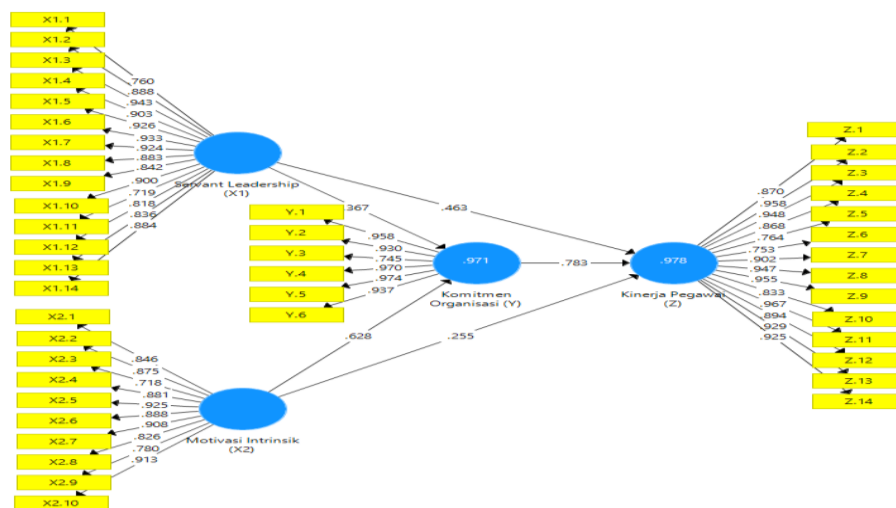 X1.1
X1.2
X1.3
X1.4
X1.5
X1.6
X1.7
X1.8
X1.9
X1.10
X1.11
X1.12
X1.13
X1.14
.760
.888
.943
.903
.926
.933
.924
.883
.842
.900
.719
.818
.836
.884
Servant Leadership
(X1)
.367
.463
Y.1
Y.2
Y.3
Y.4
Y.5
Y.6
.958
.930
.745
.970
.974
.937
.971
Komitmen
Organisasi (Y)
.783
.628
.255
X2.1
X2.2
X2.3
X2.4
X2.5
X2.6
X2.7
X2.8
X2.9
X2.10
.846
.875
.718
.881
.925
.888
.908
.826
.780
.913
Motivasi Intrinsik
(X2)
.978
Kinerja Pegawai
(Z)
.870
.958
.948
.868
.764
.753
.902
.947
.955
.833
.967
.894
.929
.925
Z.1
Z.2
Z.3
Z.4
Z.5
Z.6
Z.7
Z.8
Z.9
Z.10
Z.11
Z.12
Z.13
Z.14